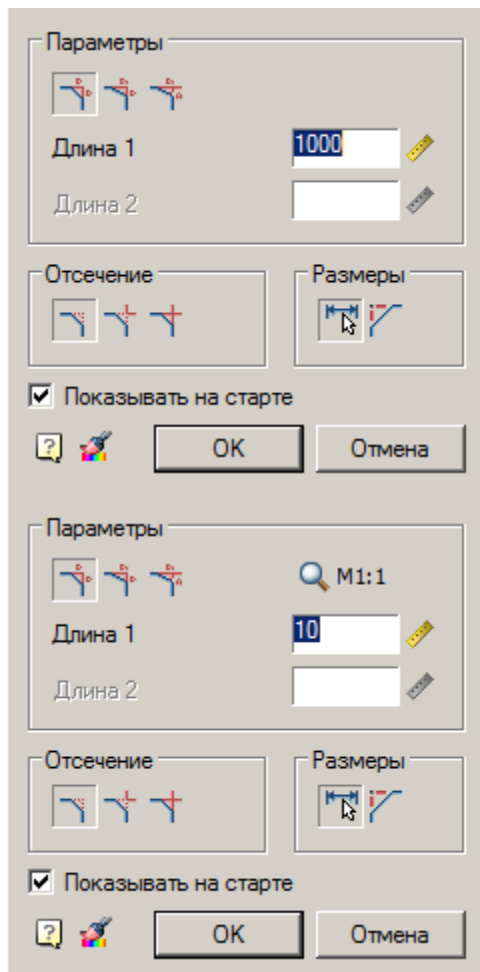 Параметры
Длина 1 1000
Длина 2
Отсечение Размеры
Показывать на старте
OK Отмена
Параметры
M1:1
Длина 1 10
Длина 2
Отсечение Размеры
Показывать на старте
OK Отмена